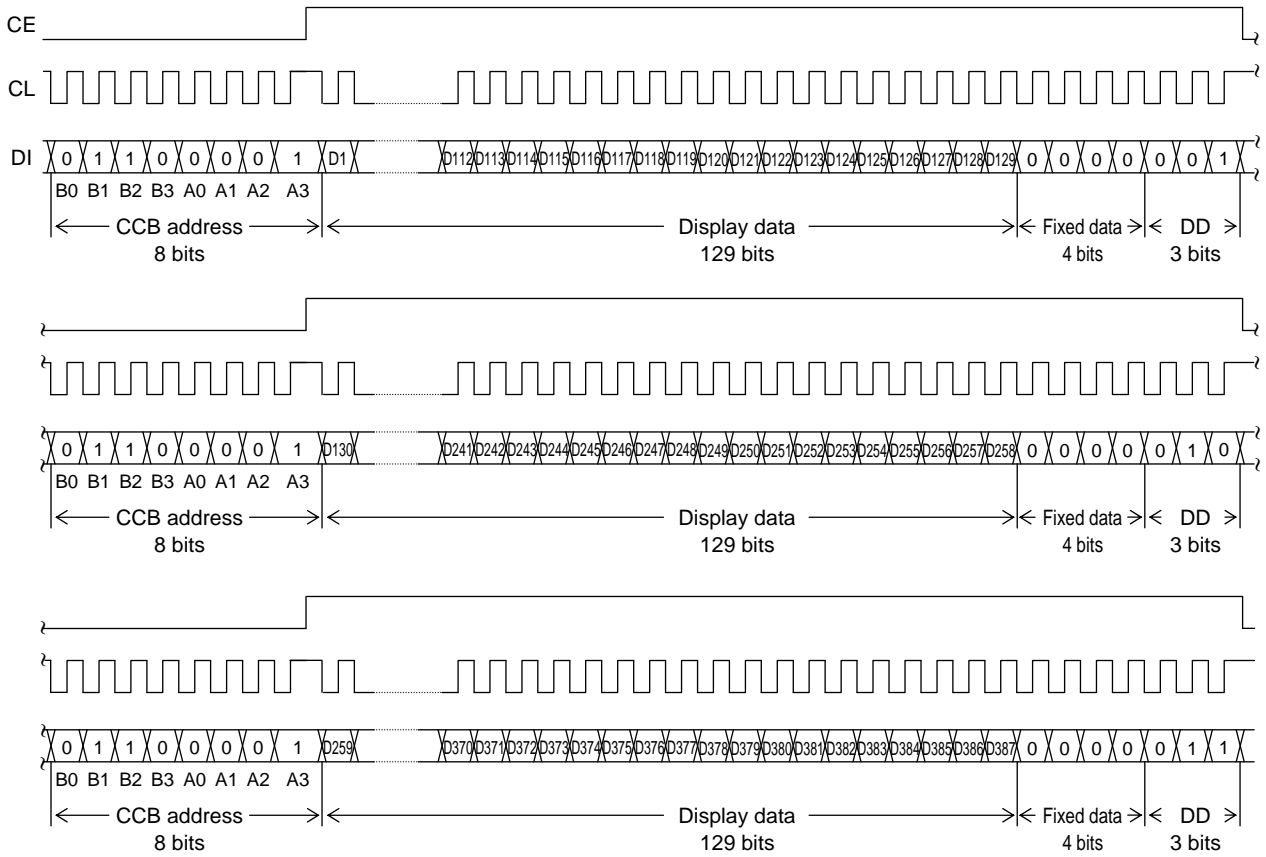 CE
CL
DI 0 1 1 0 0 0 0 1 D1 D112 D113 D114 D115 D116 D117 D118 D119 D120 D121 D122 D123 D124 D125 D126 D127 D128 D129 0 0 0 0 0 0 1
B0 B1 B2 B3 A0 A1 A2 A3
CCB address Display data Fixed data DD
8 bits 129 bits 4 bits 3 bits
0 1 1 0 0 0 0 1 D130 D241 D242 D243 D244 D245 D246 D247 D248 D249 D250 D251 D252 D253 D254 D255 D256 D257 D258 0 0 0 0 0 1 0
B0 B1 B2 B3 A0 A1 A2 A3
CCB address Display data Fixed data DD
8 bits 129 bits 4 bits 3 bits
0 1 1 0 0 0 0 1 D259 D370 D371 D372 D373 D374 D375 D376 D377 D378 D379 D380 D381 D382 D383 D384 D385 D386 D387 0 0 0 0 0 1 1
B0 B1 B2 B3 A0 A1 A2 A3
CCB address Display data Fixed data DD
8 bits 129 bits 4 bits 3 bits